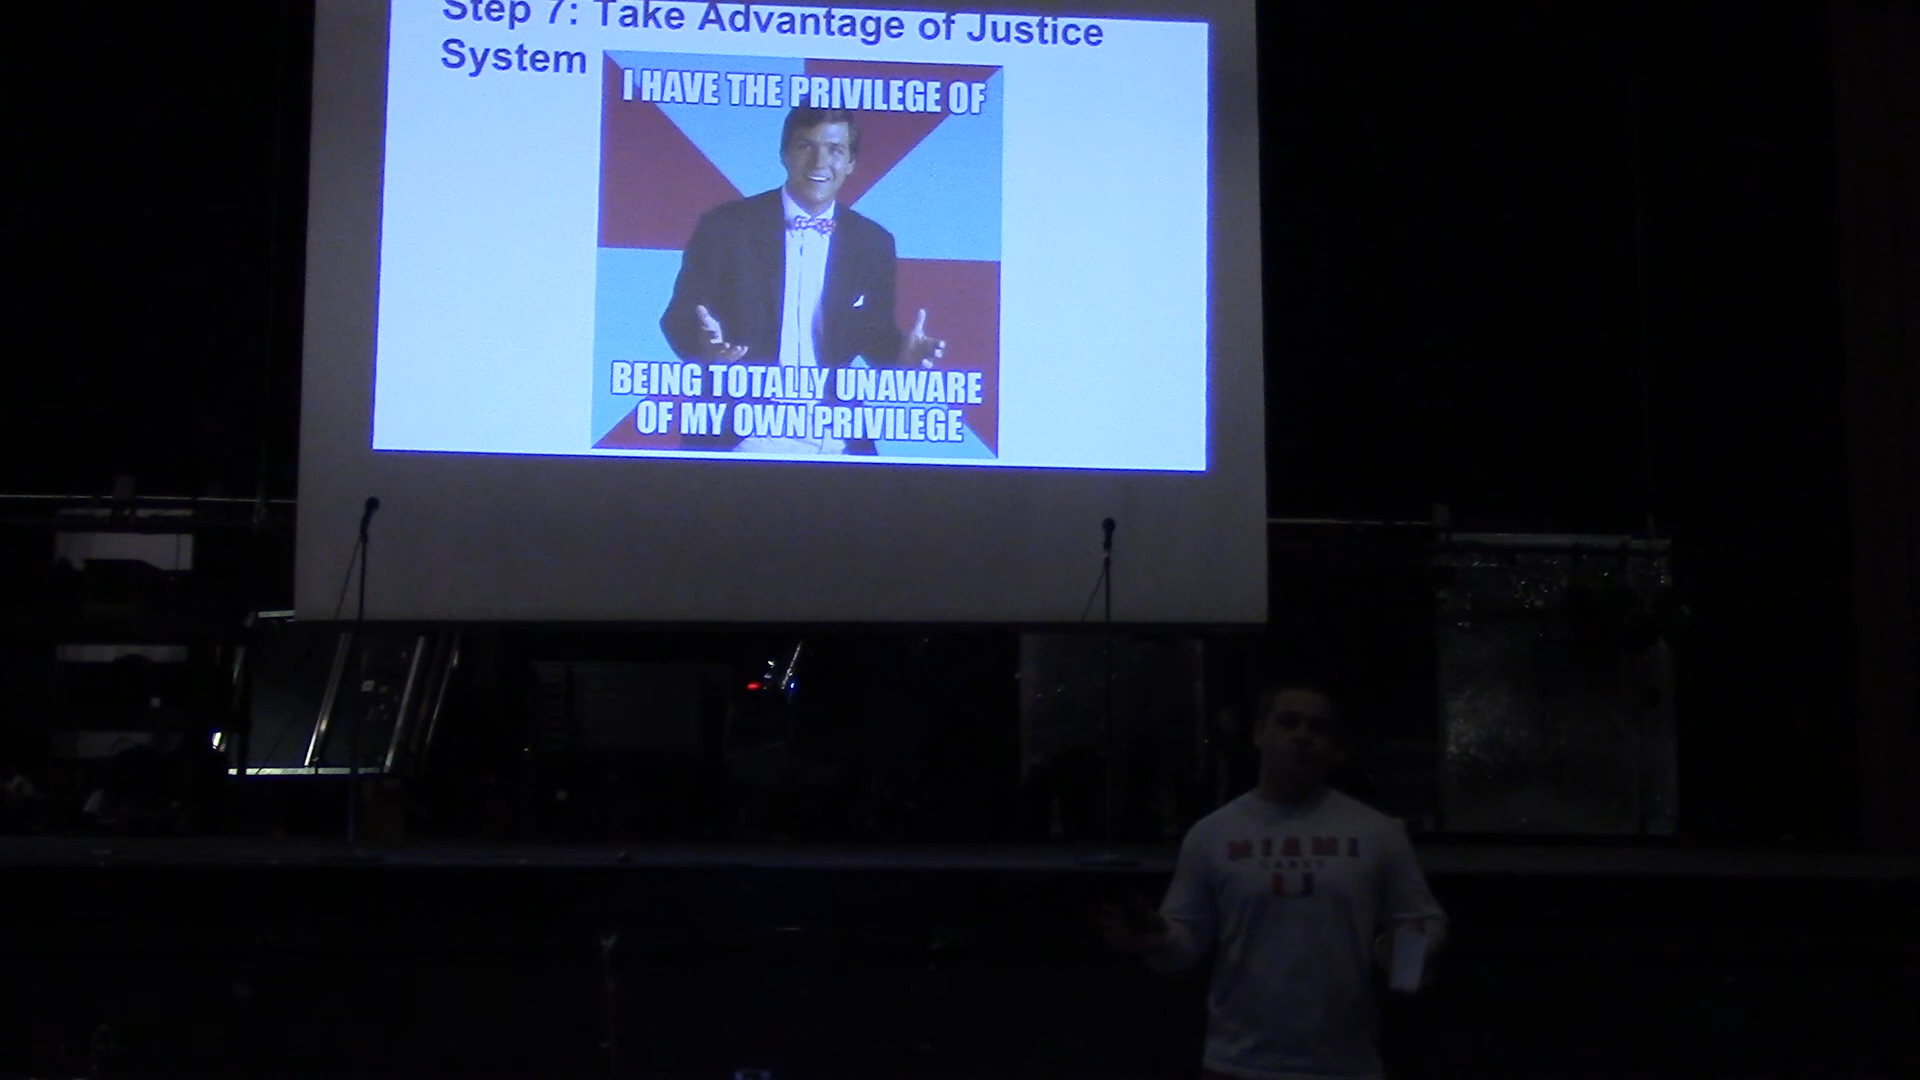 Step 7: Take Advantage of Justice
System
I HAVE THE PRIVILEGE OF
BEING TOTALLY UNAWARE
OF MY OWN PRIVILEGE
MIAMI
U